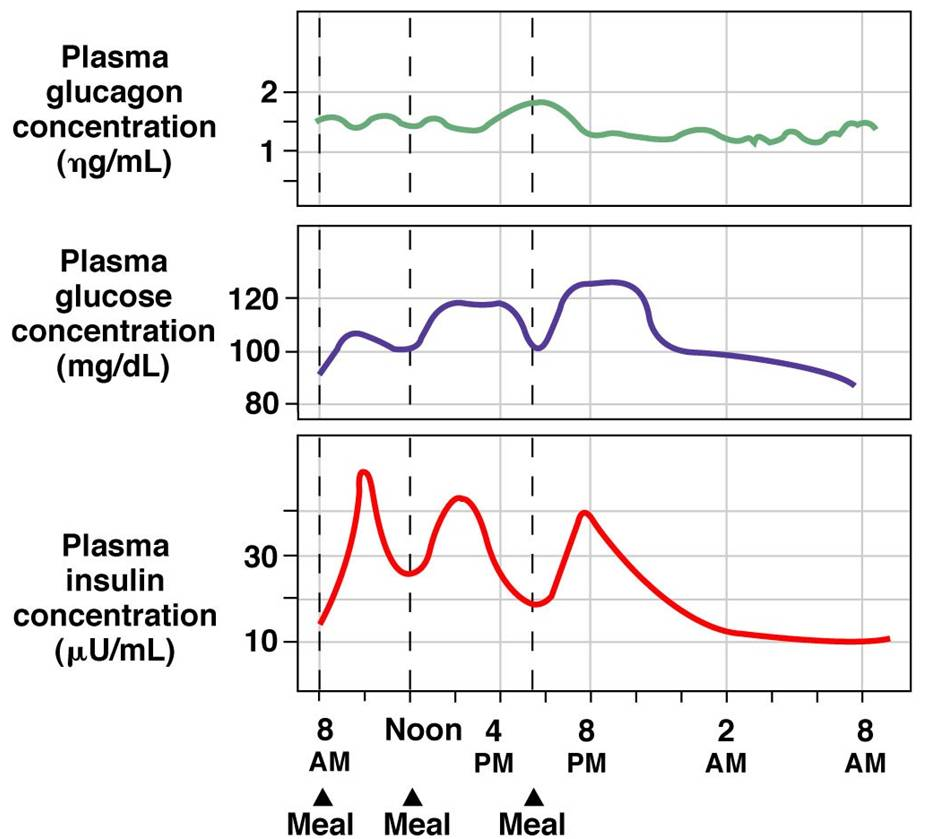 Plasma
glucagon
concentration
(ηg/mL)
2
1
Plasma
glucose
concentration
(mg/dL)
120
100
80
Plasma
insulin
concentration
(μU/mL)
30
10
8 Noon 4 8 2 8
AM PM PM AM AM
▲ ▲ ▲
Meal Meal Meal